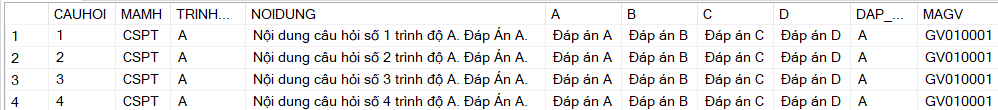 CAUHOI MAMH TRINH... NOIDUNG A B C D DAP_... MAGV
1 1 CSPT A Nội dung câu hỏi số 1 trình độ A. Đáp Án A. Đáp án A Đáp án B Đáp án C Đáp án D A GV010001
2 2 CSPT A Nội dung câu hỏi số 2 trình độ A. Đáp Án A. Đáp án A Đáp án B Đáp án C Đáp án D A GV010001
3 3 CSPT A Nội dung câu hỏi số 3 trình độ A. Đáp Án A. Đáp án A Đáp án B Đáp án C Đáp án D A GV010001
4 4 CSPT A Nội dung câu hỏi số 4 trình độ A. Đáp Án A. Đáp án A Đáp án B Đáp án C Đáp án D A GV010001